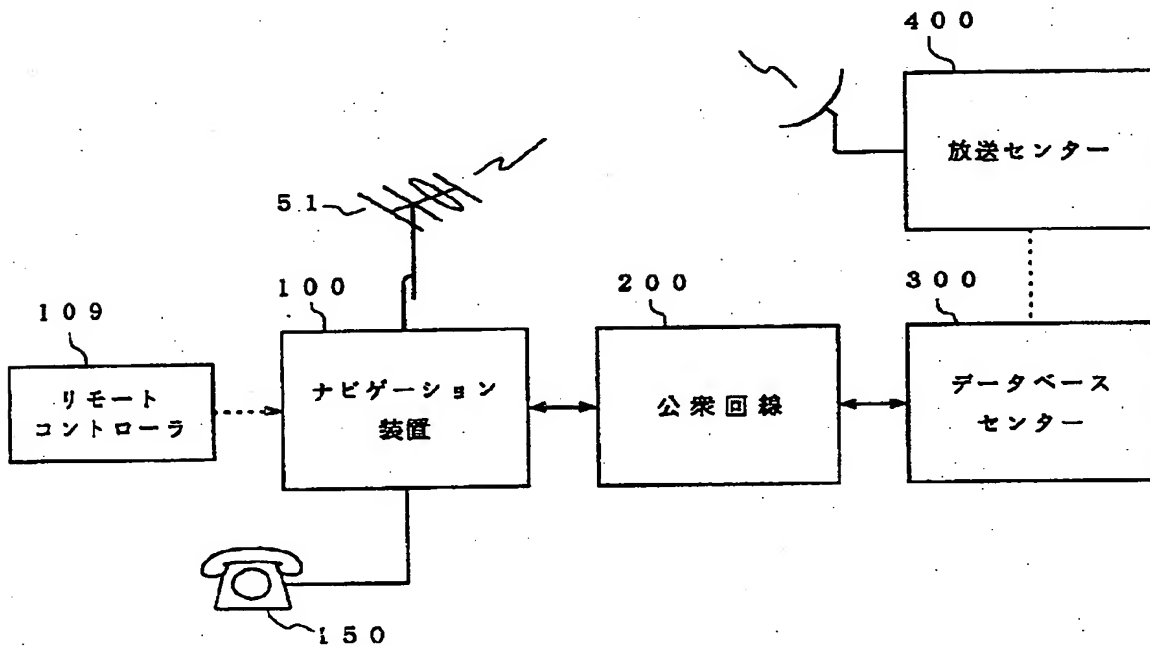 400
放送センター
51
100
200
300
109
リモート
コントローラ
ナビゲーション
装置
公衆回線
データベース
センター
150